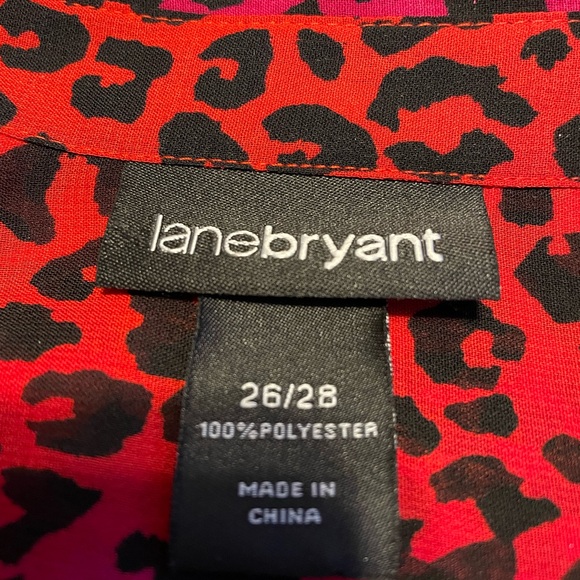 lanebryant
26/28
100%POLYESTER
MADE IN
CHINA